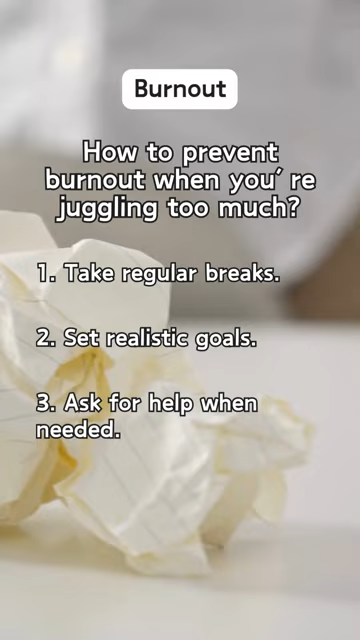 Burnout
How to prevent
burnout when you’ re
juggling too much?
1. Take regular breaks.
2. Set realistic goals.
3. Ask for help when
needed.